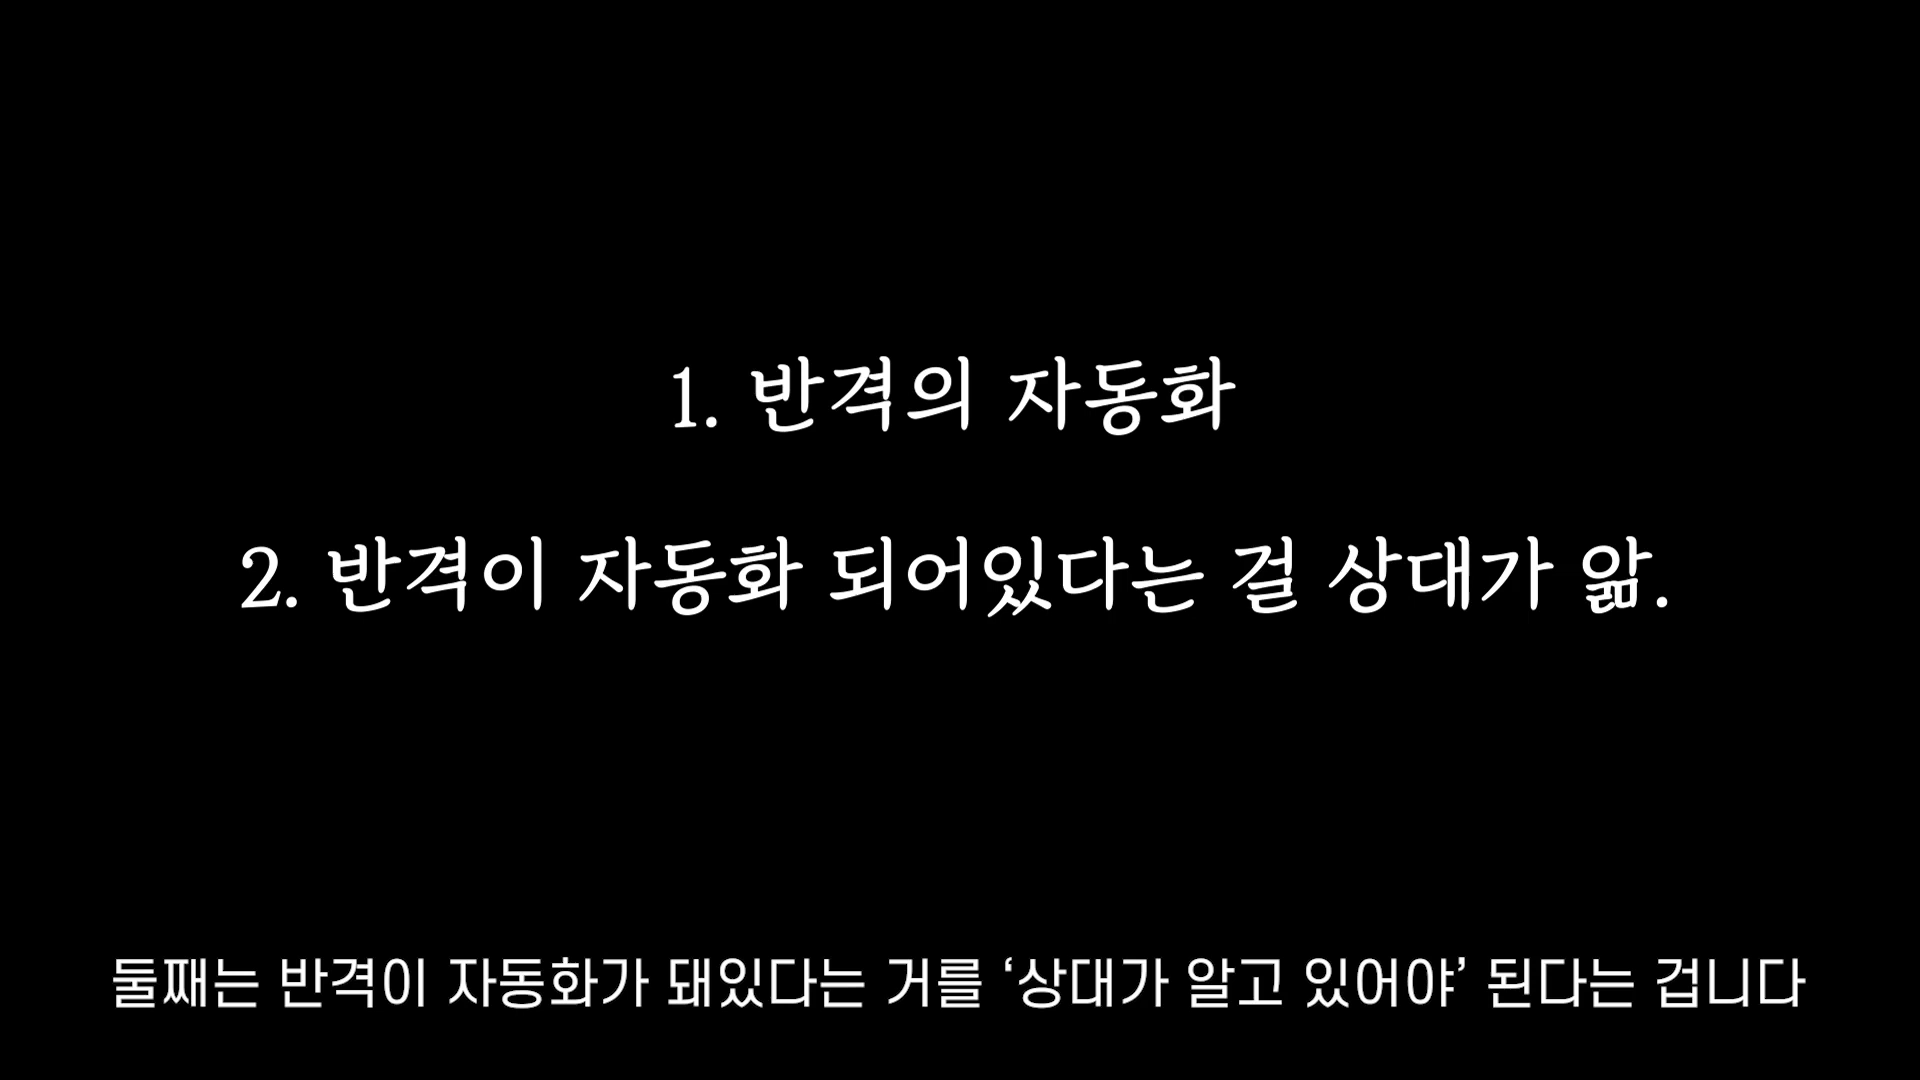 1. 반격의 자동화
2. 반격이 자동화 되어있다는 걸 상대가 앎.
둘째는 반격이 자동화가 돼있다는 거를 ‘상대가 알고 있어야’ 된다는 겁니다